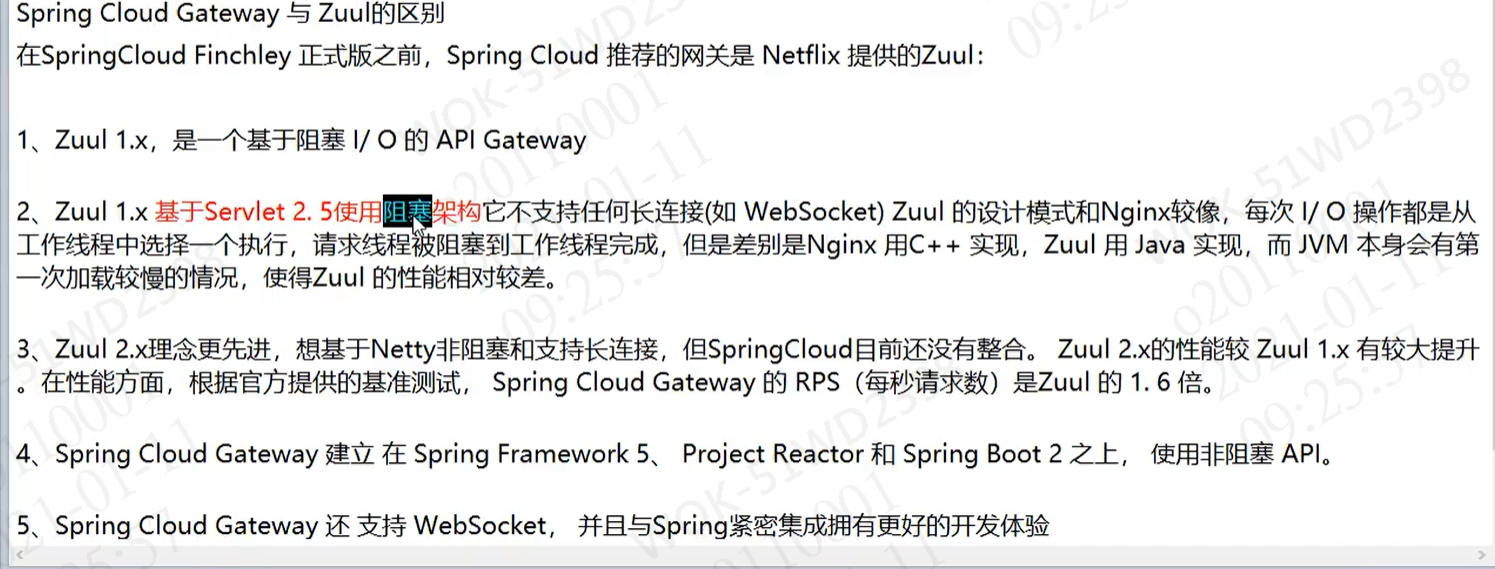 Spring Cloud Gateway 与 Zuul的区别
在SpringCloud Finchley 正式版之前，Spring Cloud 推荐的网关是 Netflix 提供的Zuul：
1、Zuul 1.x，是一个基于阻塞 I/ O 的 API Gateway
2、Zuul 1.x 基于Servlet 2. 5使用阻塞架构它不支持任何长连接(如 WebSocket) Zuul 的设计模式和Nginx较像，每次 I/ O 操作都是从
工作线程中选择一个执行，请求线程被阻塞到工作线程完成，但是差别是Nginx 用C++ 实现，Zuul 用 Java 实现，而 JVM 本身会有第
一次加载较慢的情况，使得Zuul 的性能相对较差。
3、Zuul 2.x理念更先进，想基于Netty非阻塞和支持长连接，但SpringCloud目前还没有整合。 Zuul 2.x的性能较 Zuul 1.x 有较大提升
。在性能方面，根据官方提供的基准测试， Spring Cloud Gateway 的 RPS（每秒请求数）是Zuul 的 1. 6 倍。
4、Spring Cloud Gateway 建立 在 Spring Framework 5、 Project Reactor 和 Spring Boot 2 之上， 使用非阻塞 API。
5、Spring Cloud Gateway 还 支持 WebSocket， 并且与Spring紧密集成拥有更好的开发体验
WOK-51WD2398
o20110001
2021-01-11
09:25:57